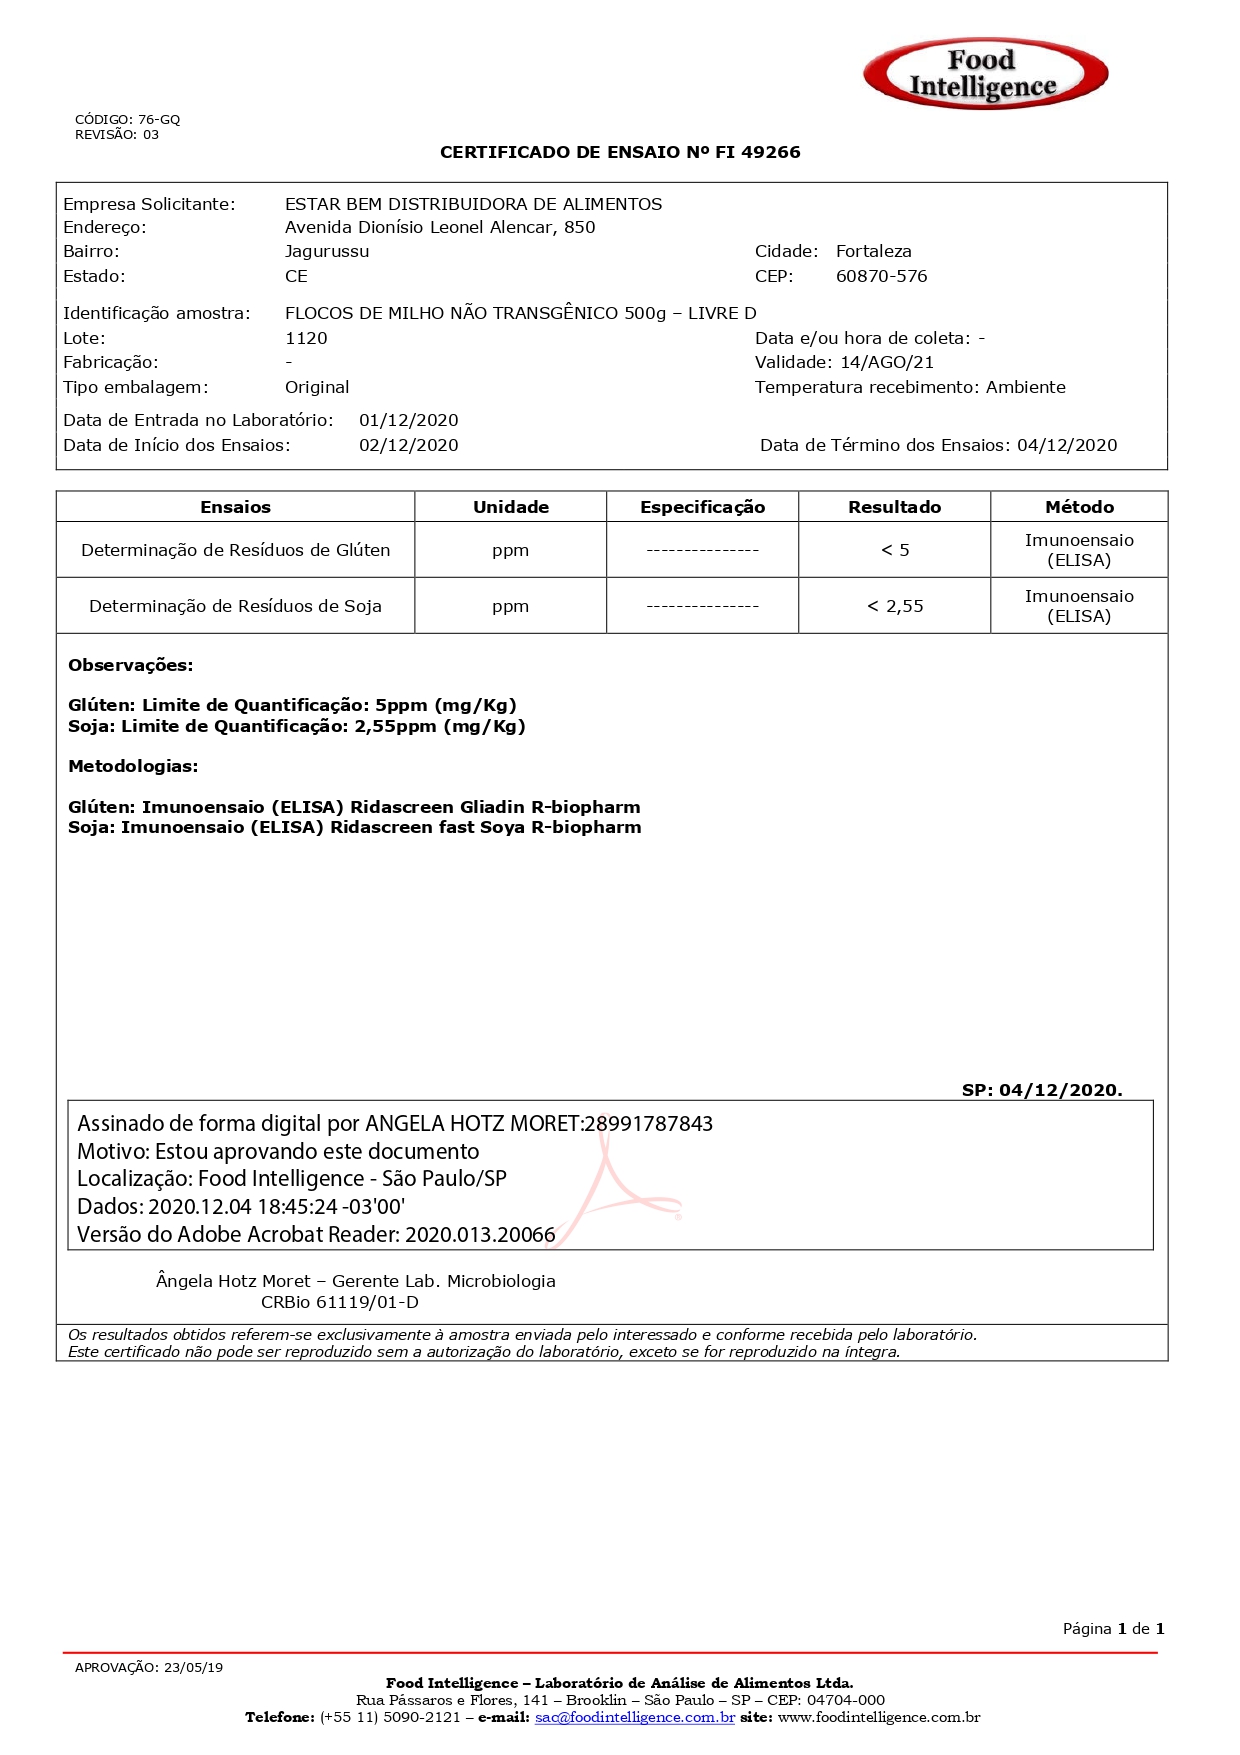 Food
Intelligence
CÓDIGO: 76-GQ
REVISÃO: 03
CERTIFICADO DE ENSAIO Nº FI 49266
Empresa Solicitante: ESTAR BEM DISTRIBUIDORA DE ALIMENTOS
Endereço: Avenida Dionísio Leonel Alencar, 850
Bairro: Jagurussu Cidade: Fortaleza
Estado: CE CEP: 60870-576
Identificação amostra: FLOCOS DE MILHO NÃO TRANSGÊNICO 500g – LIVRE D
Lote: 1120 Data e/ou hora de coleta: -
Fabricação: - Validade: 14/AGO/21
Tipo embalagem: Original Temperatura recebimento: Ambiente
Data de Entrada no Laboratório: 01/12/2020
Data de Início dos Ensaios: 02/12/2020 Data de Término dos Ensaios: 04/12/2020
Ensaios Unidade Especificação Resultado Método
Determinação de Resíduos de Glúten ppm --------------- < 5 Imunoensaio
(ELISA)
Determinação de Resíduos de Soja ppm --------------- < 2,55 Imunoensaio
(ELISA)
Observações:
Glúten: Limite de Quantificação: 5ppm (mg/Kg)
Soja: Limite de Quantificação: 2,55ppm (mg/Kg)
Metodologias:
Glúten: Imunoensaio (ELISA) Ridascreen Gliadin R-biopharm
Soja: Imunoensaio (ELISA) Ridascreen fast Soya R-biopharm
SP: 04/12/2020.
Assinado de forma digital por ANGELA HOTZ MORET:28991787843
Motivo: Estou aprovando este documento
Localização: Food Intelligence - São Paulo/SP
Dados: 2020.12.04 18:45:24 -03'00'
Versão do Adobe Acrobat Reader: 2020.013.20066
Ângela Hotz Moret – Gerente Lab. Microbiologia
CRBio 61119/01-D
Os resultados obtidos referem-se exclusivamente à amostra enviada pelo interessado e conforme recebida pelo laboratório.
Este certificado não pode ser reproduzido sem a autorização do laboratório, exceto se for reproduzido na íntegra.
Página 1 de 1
APROVAÇÃO: 23/05/19
Food Intelligence – Laboratório de Análise de Alimentos Ltda.
Rua Pássaros e Flores, 141 – Brooklin – São Paulo – SP – CEP: 04704-000
Telefone: (+55 11) 5090-2121 – e-mail: sac@foodintelligence.com.br site: www.foodintelligence.com.br